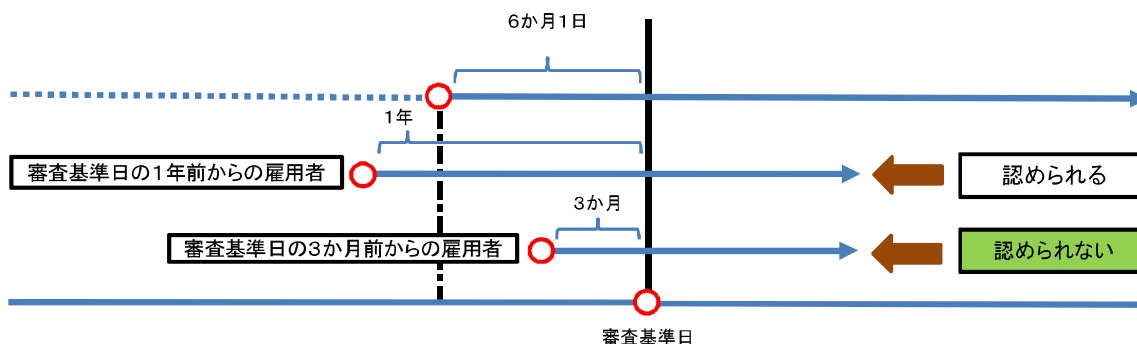 6か月1日
1年
審査基準日の1年前からの雇用者
認められる
3か月
審査基準日の3か月前からの雇用者
認められない
審査基準日